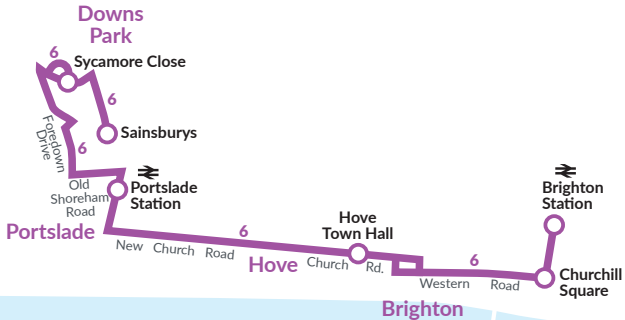 Downs
Park
6
Sycamore Close
6
Sainsburys
Foredown
Drive
6
Old
Shoreham
Road
Portslade
Station
Portslade
New Church Road
6
Hove
Hove
Town Hall
Church Rd.
6
Western Road
Brighton
Brighton
Station
Churchill
Square